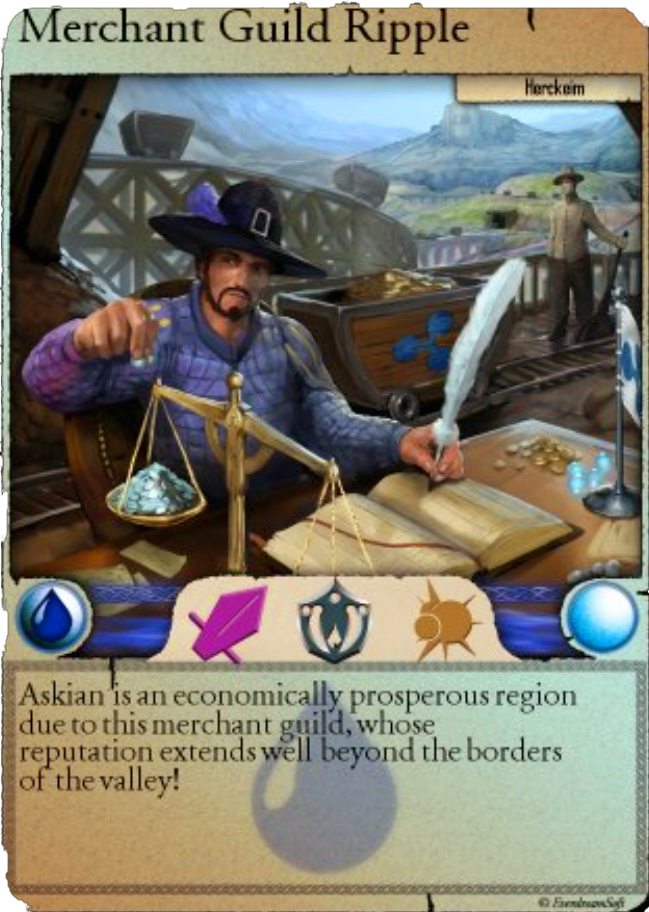 Merchant Guild Ripple
Herckeim
Askian is an economically prosperous region
due to this merchant guild, whose
reputation extends well beyond the borders
of the valley!
© EverdreamSoft